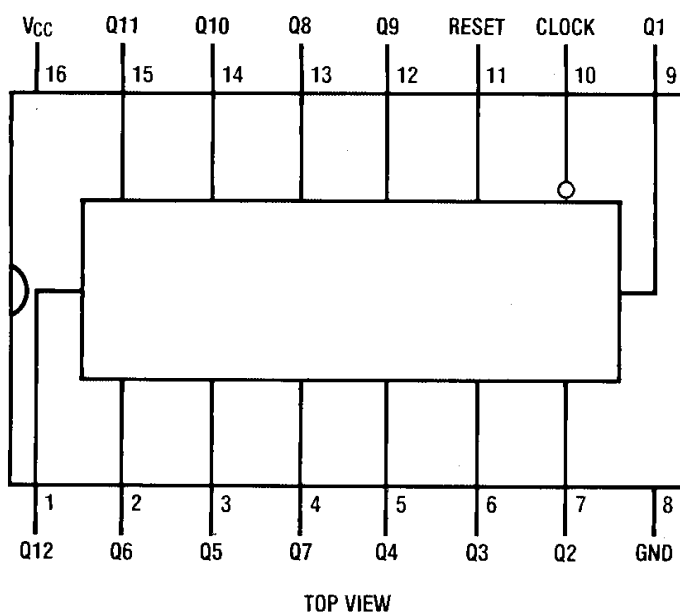 VCC Q11 Q10 Q8 Q9 RESET CLOCK Q1
16 15 14 13 12 11 10 9
1 2 3 4 5 6 7 8
Q12 Q6 Q5 Q7 Q4 Q3 Q2 GND
TOP VIEW